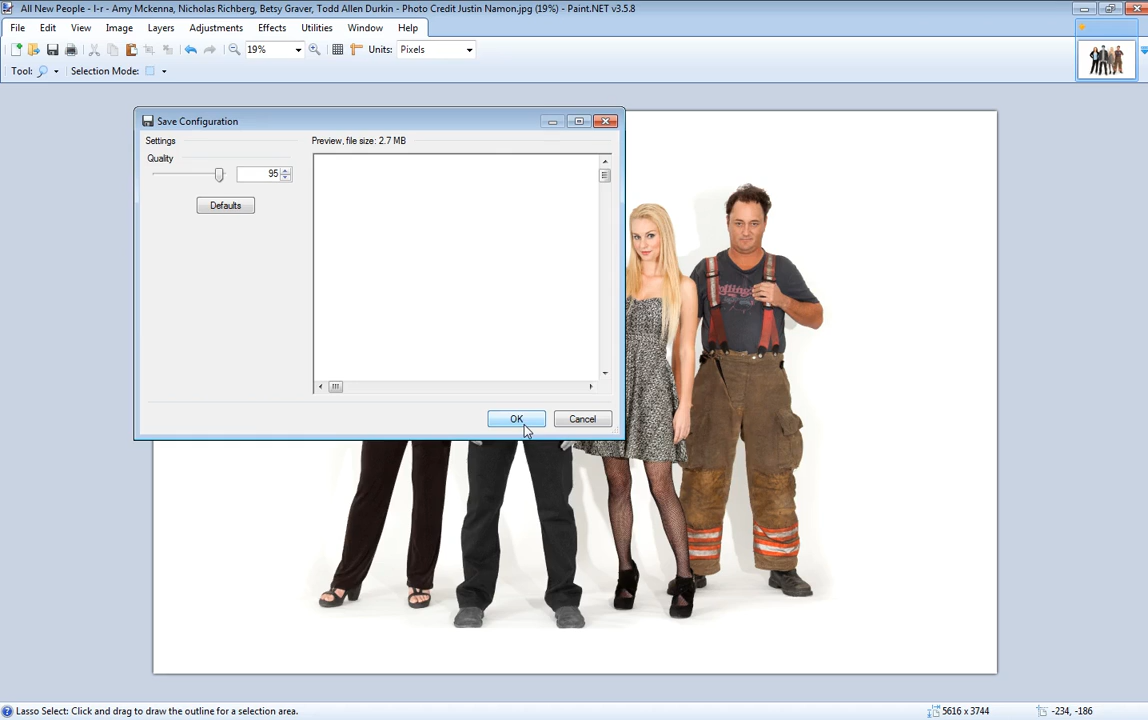 All New People - l-r - Amy Mckenna, Nicholas Richberg, Betsy Graver, Todd Allen Durkin - Photo Credit Justin Namon.jpg (19%) - Paint.NET v3.5.8
File Edit View Image Layers Adjustments Effects Utilities Window Help
19% Units: Pixels
Tool: Selection Mode:
Save Configuration
Settings
Preview, file size: 2.7 MB
Quality
95
Defaults
OK Cancel
Lasso Select: Click and drag to draw the outline for a selection area.
5616 x 3744
-234, -186